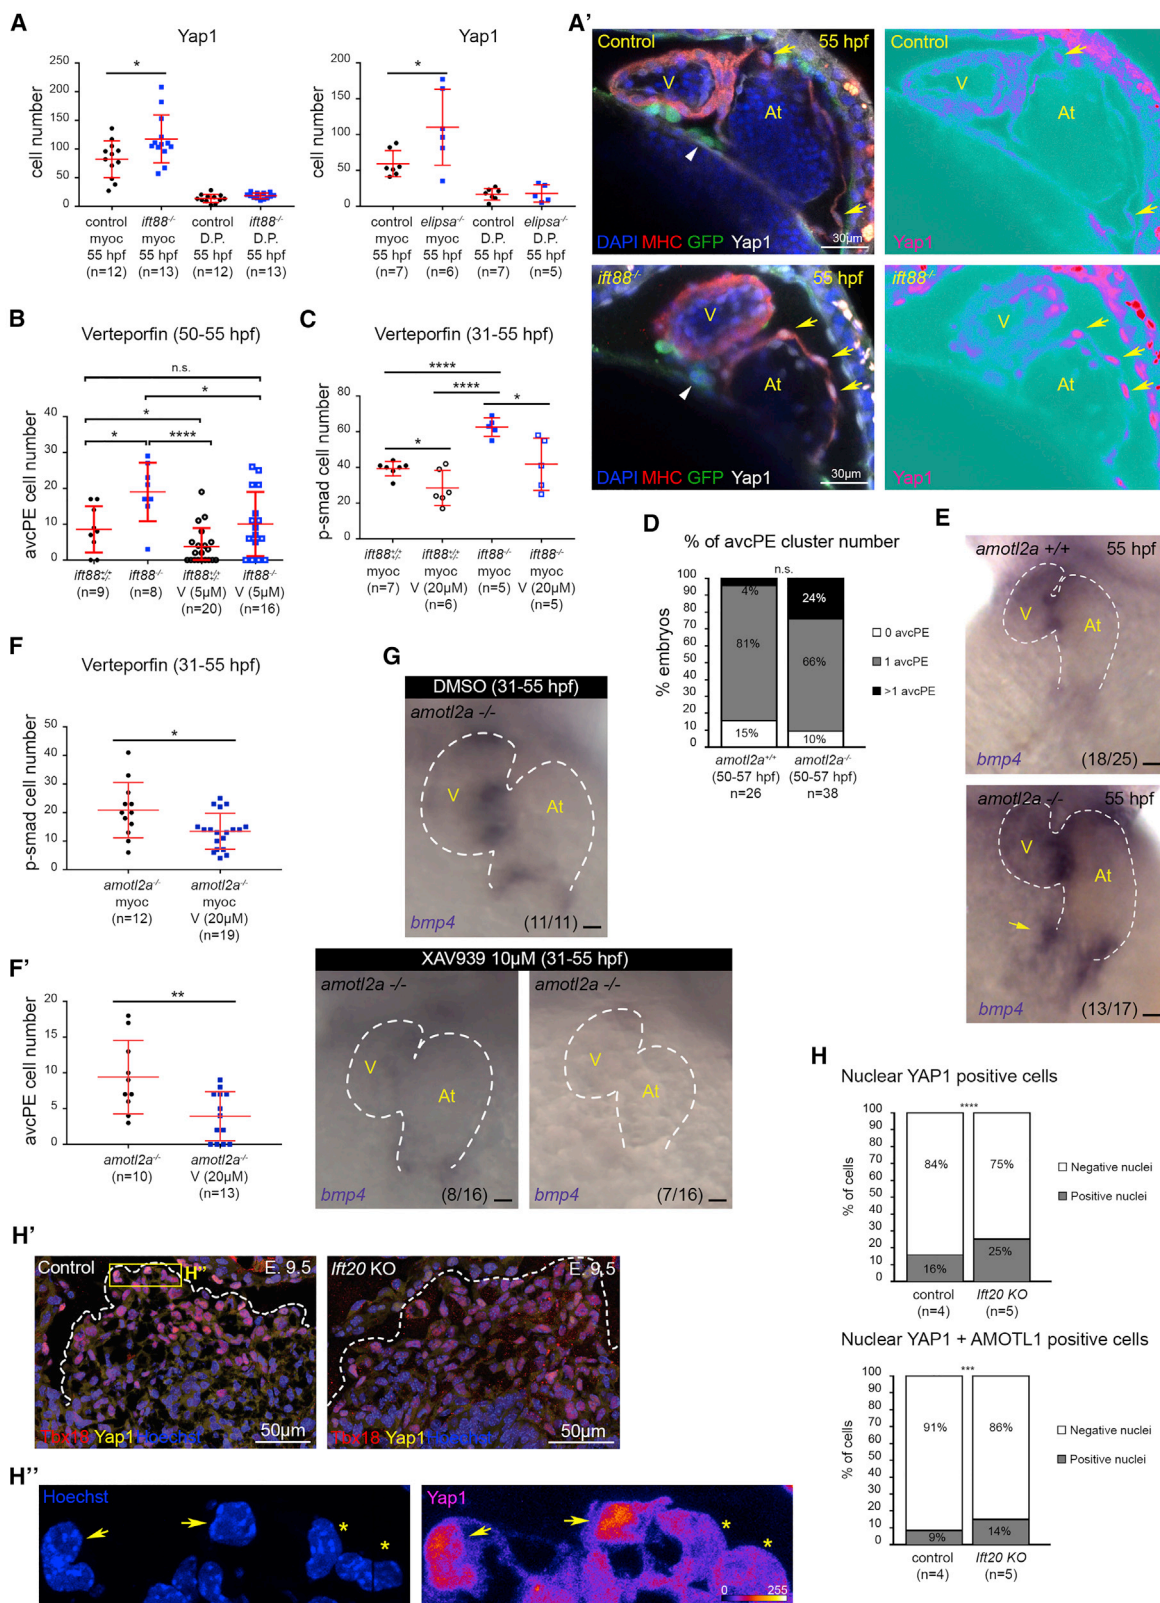 A
Yap1
cell number
250
200
150
100
50
0
*
control myoc 55 hpf (n=12)
ift88-/- myoc 55 hpf (n=13)
control D.P. 55 hpf (n=12)
ift88-/- D.P. 55 hpf (n=13)
Yap1
cell number
200
150
100
50
0
*
control myoc 55 hpf (n=7)
elipsa-/- myoc 55 hpf (n=6)
control D.P. 55 hpf (n=7)
elipsa-/- D.P. 55 hpf (n=5)
A'
Control
55 hpf
V
At
DAPI MHC GFP Yap1
30µm
Control
V
At
Yap1
ift88-/-
55 hpf
V
At
DAPI MHC GFP Yap1
30µm
ift88-/-
V
At
Yap1
B
Verteporfin (50-55 hpf)
n.s.
*
*
*
****
avcPE cell number
40
30
20
10
0
ift88+/+ (n=9)
ift88-/- (n=8)
ift88+/+ V (5µM) (n=20)
ift88-/- V (5µM) (n=16)
C
Verteporfin (31-55 hpf)
****
****
*
*
p-smad cell number
80
60
40
20
0
ift88+/+ myoc (n=7)
ift88+/+ myoc V (20µM) (n=6)
ift88-/- myoc (n=5)
ift88-/- myoc V (20µM) (n=5)
D
% of avcPE cluster number
n.s.
% embryos
100
90
80
70
60
50
40
30
20
10
0
4%
81%
15%
24%
66%
10%
0 avcPE
1 avcPE
>1 avcPE
amotl2a+/+ (50-57 hpf) n=26
amotl2a-/- (50-57 hpf) n=38
E
amotl2a +/+
55 hpf
V
At
bmp4
(18/25)
amotl2a -/-
55 hpf
V
At
bmp4
(13/17)
F
Verteporfin (31-55 hpf)
*
p-smad cell number
50
40
30
20
10
0
amotl2a-/- myoc (n=12)
amotl2a-/- myoc V (20µM) (n=19)
F'
**
avcPE cell number
20
15
10
5
0
amotl2a-/- (n=10)
amotl2a-/- V (20µM) (n=13)
G
DMSO (31-55 hpf)
amotl2a -/-
V
At
bmp4
(11/11)
XAV939 10µM (31-55 hpf)
amotl2a -/-
V
At
bmp4
(8/16)
amotl2a -/-
V
At
bmp4
(7/16)
H
Nuclear YAP1 positive cells
****
% of cells
100
90
80
70
60
50
40
30
20
10
0
84%
16%
75%
25%
Negative nuclei
Positive nuclei
control (n=4)
Ift20 KO (n=5)
Nuclear YAP1 + AMOTL1 positive cells
***
% of cells
100
90
80
70
60
50
40
30
20
10
0
91%
9%
86%
14%
Negative nuclei
Positive nuclei
control (n=4)
Ift20 KO (n=5)
H'
Control
H''
E. 9.5
Tbx18 Yap1 Hoechst
50µm
Ift20 KO
E. 9.5
Tbx18 Yap1 Hoechst
50µm
H''
Hoechst
*
*
Yap1
*
*
0
255